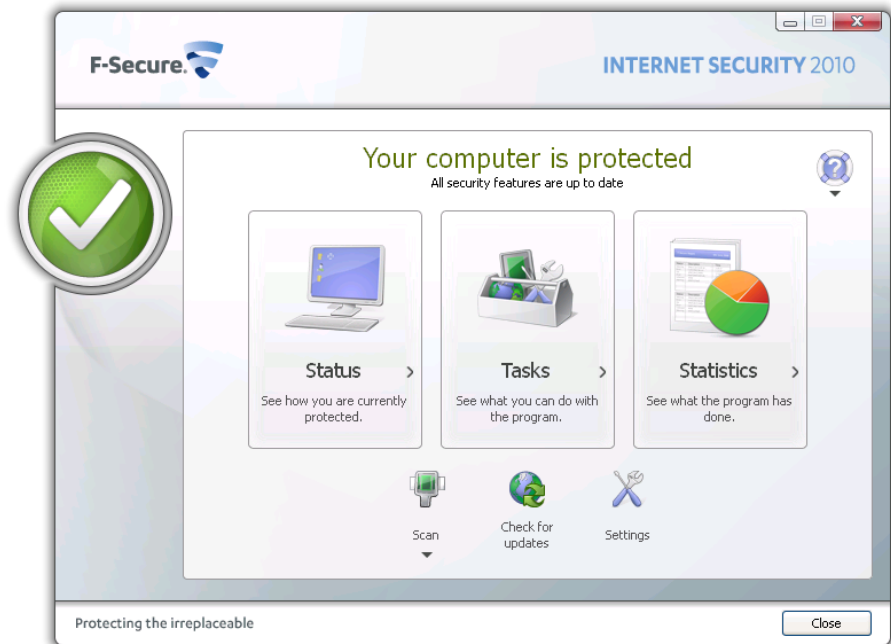 F-Secure.
INTERNET SECURITY 2010
Your computer is protected
All security features are up to date
Status
See how you are currently
protected.
Tasks
See what you can do with
the program.
Statistics
See what the program has
done.
Scan
Check for
updates
Settings
Protecting the irreplaceable
Close